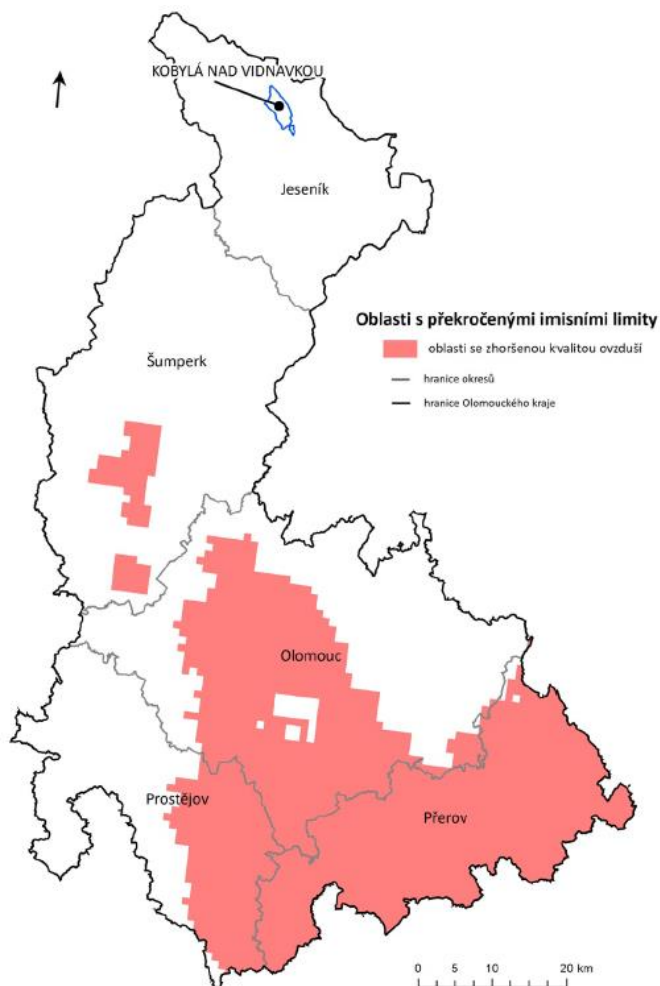 KOBYLÁ NAD VIDNAVKOU
Jeseník
Oblasti s překročenými imisními limity
oblasti se zhoršenou kvalitou ovzduší
hranice okresů
hranice Olomouckého kraje
Šumperk
Olomouc
Prostějov
Přerov
0 5 10 20 km